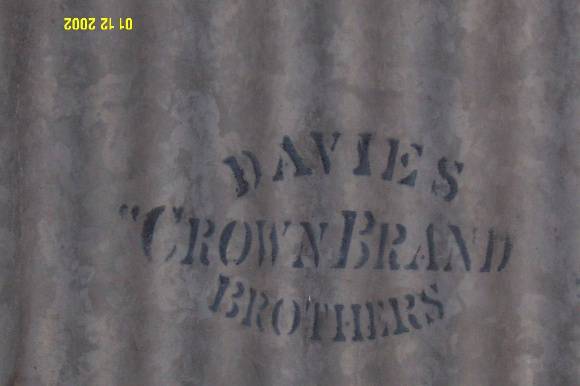 01 12 2002
DAVIES
"CROWN BRAND
BROTHERS